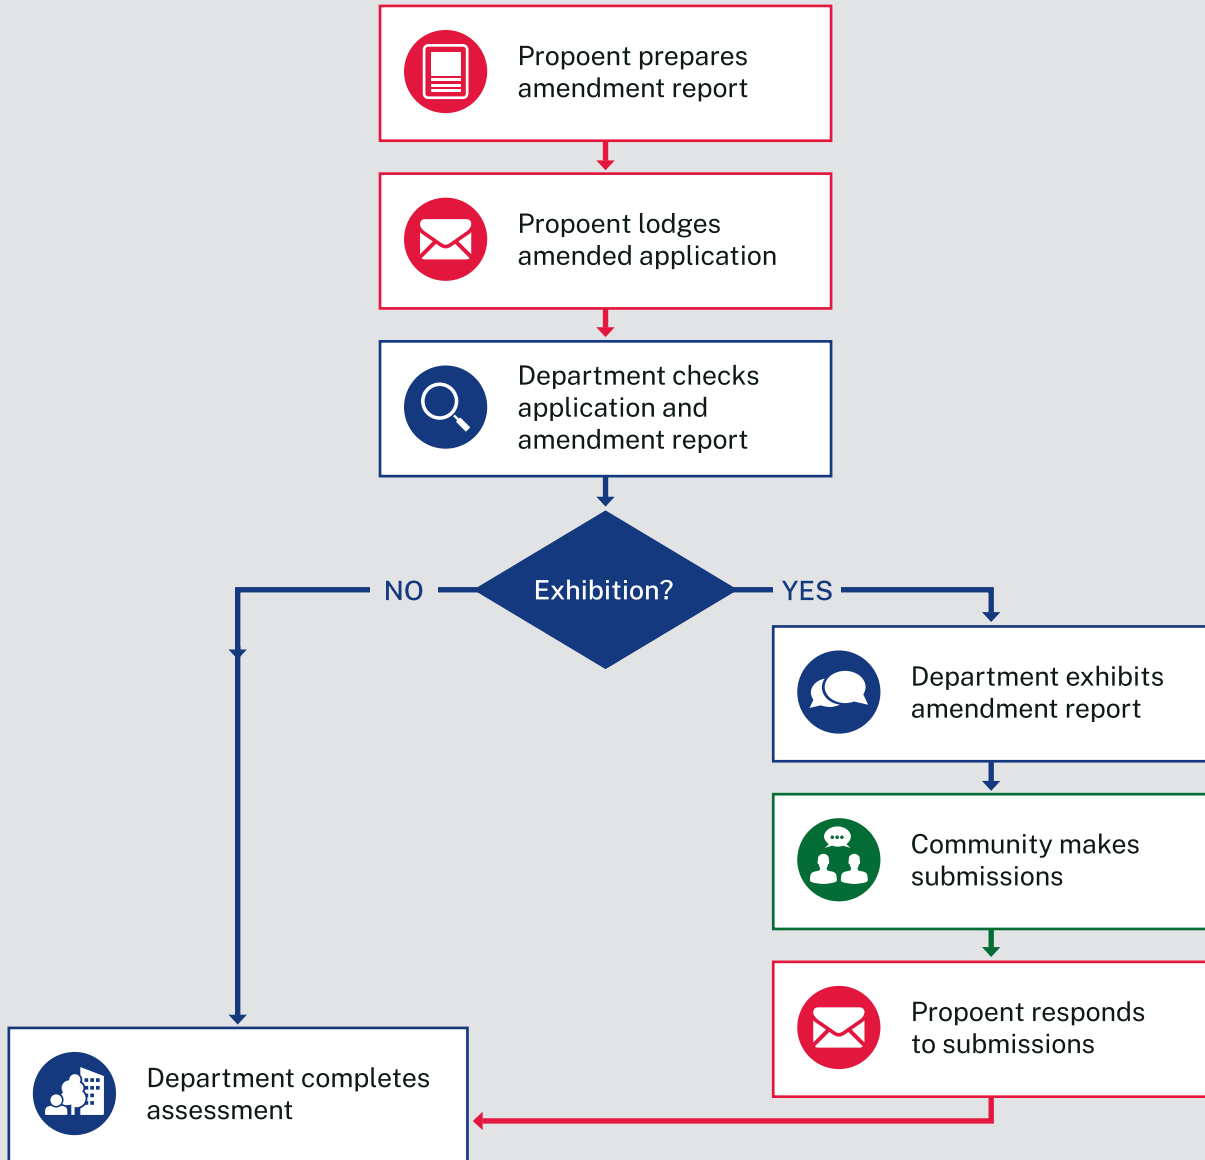 Propoent prepares
amendment report
Propoent lodges
amended application
Department checks
application and
amendment report
Exhibition?
NO
YES
Department exhibits
amendment report
Community makes
submissions
Propoent responds
to submissions
Department completes
assessment